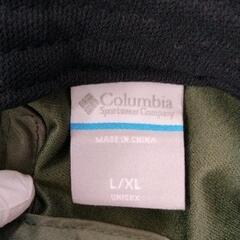 Columbia
Sportswear Company
MADE IN CHINA
L/XL
UNISEX